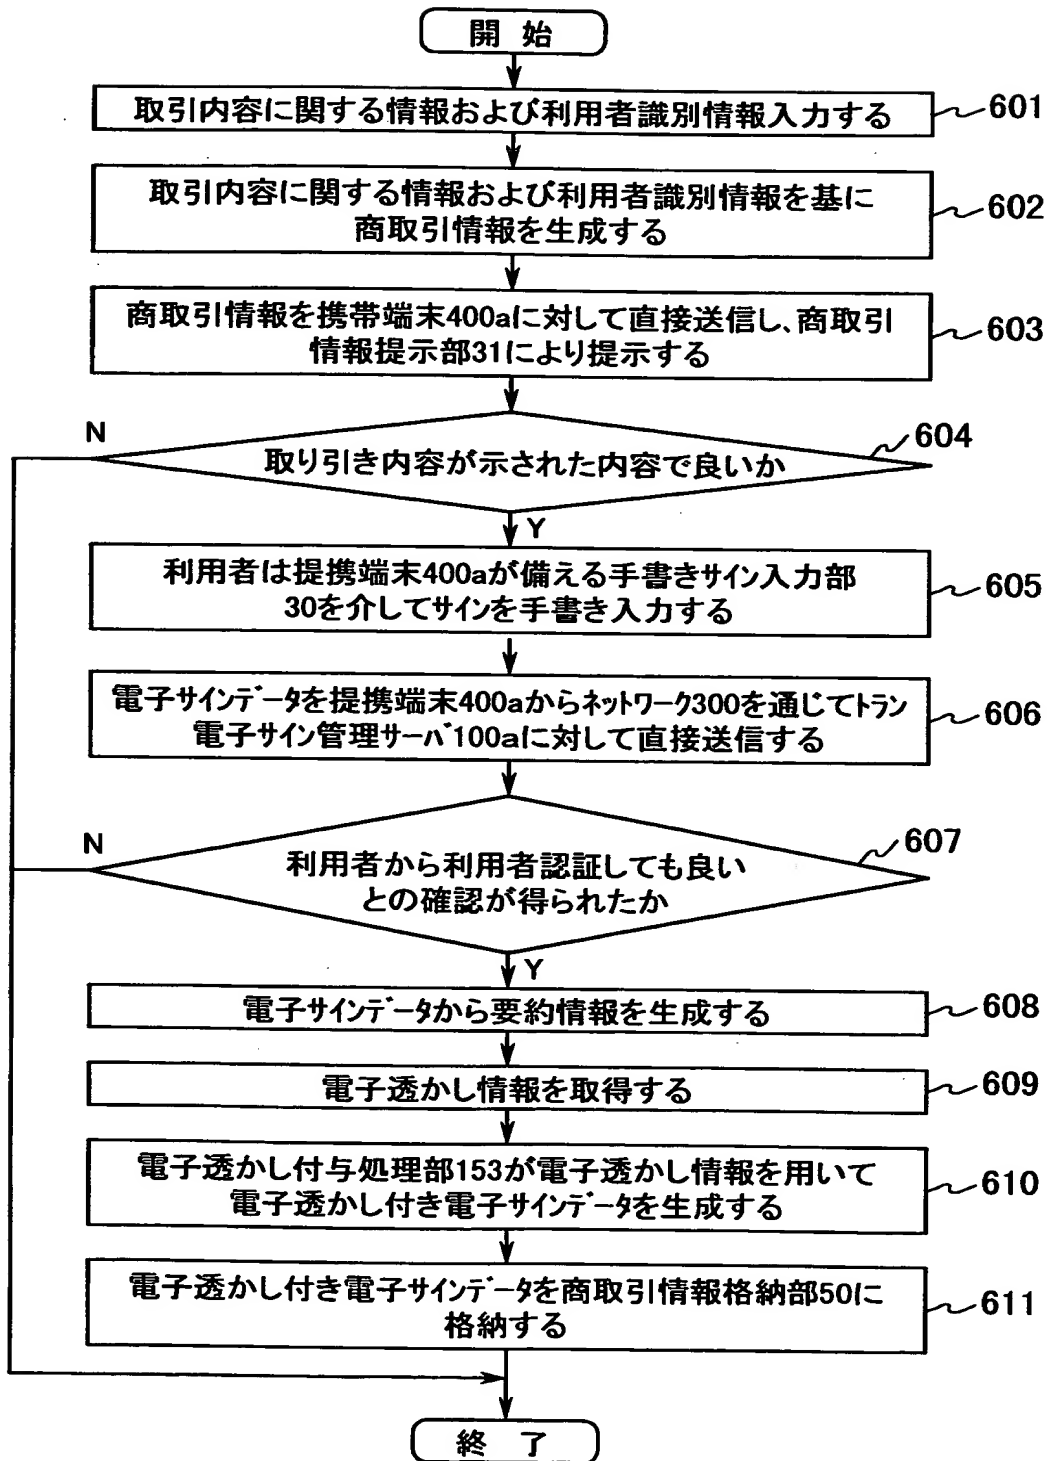 開 始
取引内容に関する情報および利用者識別情報入力する
601
取引内容に関する情報および利用者識別情報を基に
商取引情報を生成する
602
商取引情報を携帯端末400aに対して直接送信し、商取引
情報提示部31により提示する
603
N
604
取り引き内容が示された内容で良いか
Y
利用者は提携端末400aが備える手書きサイン入力部
30を介してサインを手書き入力する
605
電子サインデータを提携端末400aからネットワーク300を通じてトラン
電子サイン管理サーバ100aに対して直接送信する
606
N
607
利用者から利用者認証しても良い
との確認が得られたか
Y
電子サインデータから要約情報を生成する
608
電子透かし情報を取得する
609
電子透かし付与処理部153が電子透かし情報を用いて
電子透かし付き電子サインデータを生成する
610
電子透かし付き電子サインデータを商取引情報格納部50に
格納する
611
終 了